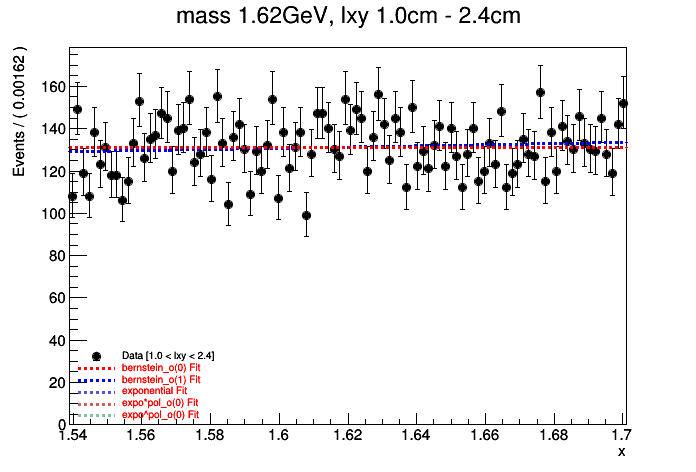 mass 1.62GeV, lxy 1.0cm - 2.4cm
Events / ( 0.00162 )
160
140
120
100
80
60
40
20
0
Data [1.0 < lxy < 2.4]
bernstein_o(0) Fit
bernstein_o(1) Fit
exponential Fit
expo*pol_o(0) Fit
expo^pol_o(0) Fit
1.54 1.56 1.58 1.6 1.62 1.64 1.66 1.68 1.7
x